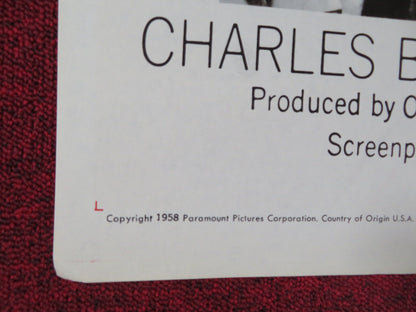 CHARLES B
Produced by O
Screenp
L
Copyright 1958 Paramount Pictures Corporation. Country of Origin U.S.A.